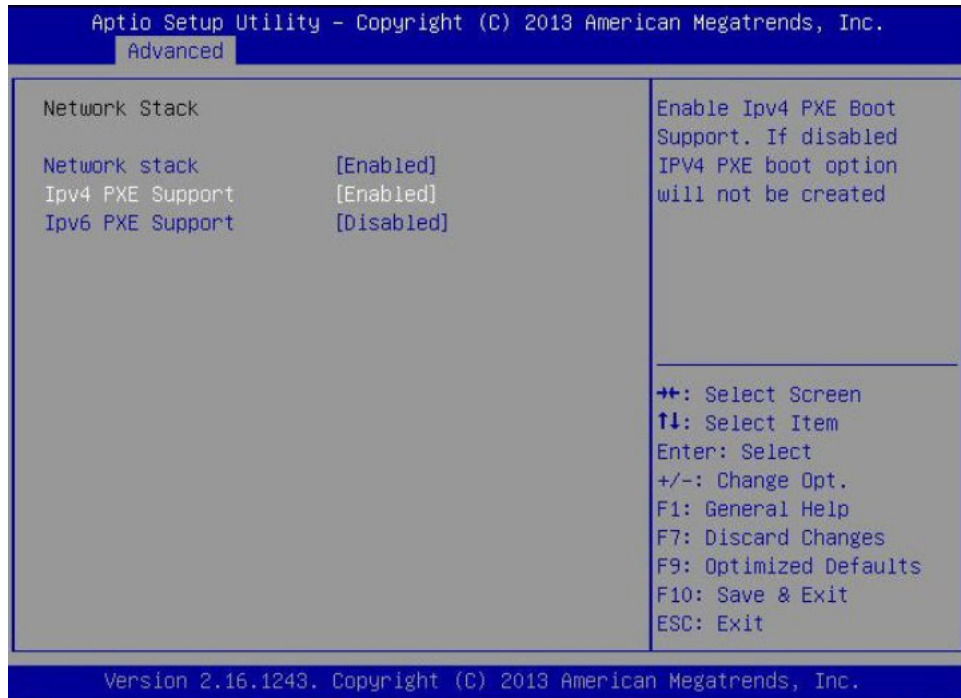 Aptio Setup Utility – Copyright (C) 2013 American Megatrends, Inc.
Advanced
Network Stack
Network stack [Enabled]
Ipv4 PXE Support [Enabled]
Ipv6 PXE Support [Disabled]
Enable Ipv4 PXE Boot
Support. If disabled
IPV4 PXE boot option
will not be created
→←: Select Screen
↑↓: Select Item
Enter: Select
+/-: Change Opt.
F1: General Help
F7: Discard Changes
F9: Optimized Defaults
F10: Save & Exit
ESC: Exit
Version 2.16.1243. Copyright (C) 2013 American Megatrends, Inc.